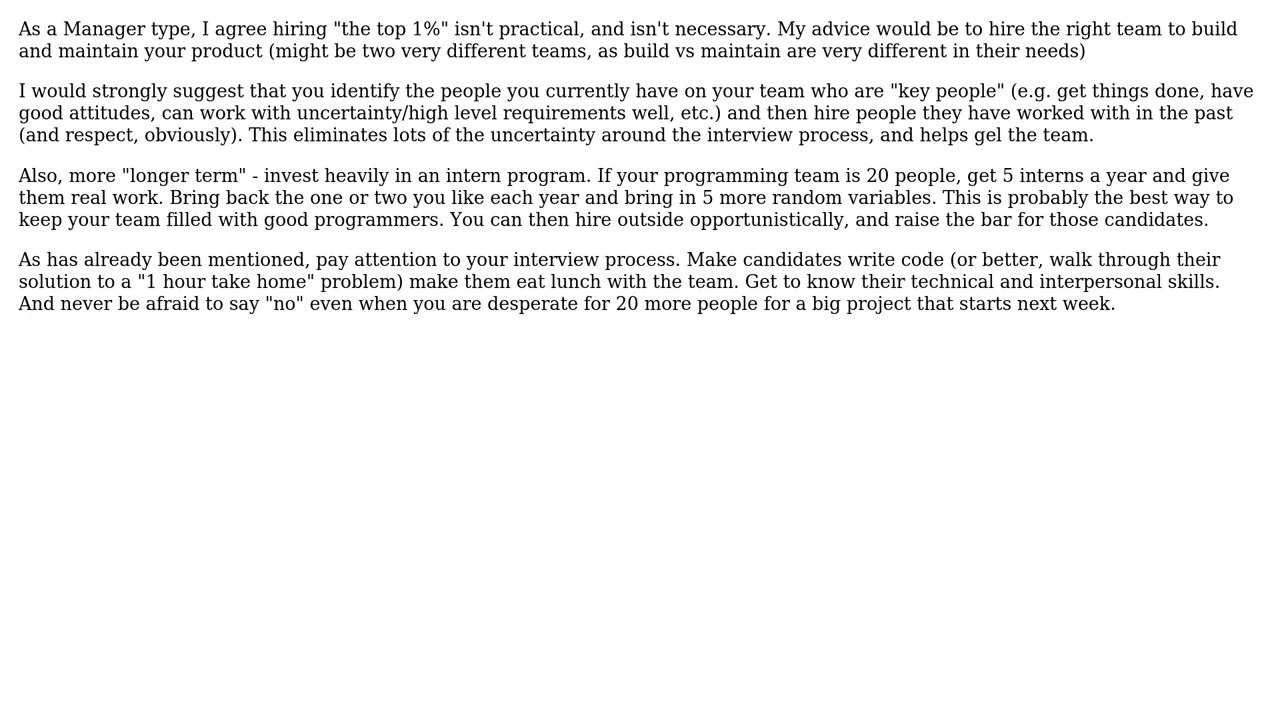 As a Manager type, I agree hiring "the top 1%" isn't practical, and isn't necessary. My advice would be to hire the right team to build
and maintain your product (might be two very different teams, as build vs maintain are very different in their needs)
I would strongly suggest that you identify the people you currently have on your team who are "key people" (e.g. get things done, have
good attitudes, can work with uncertainty/high level requirements well, etc.) and then hire people they have worked with in the past
(and respect, obviously). This eliminates lots of the uncertainty around the interview process, and helps gel the team.
Also, more "longer term" - invest heavily in an intern program. If your programming team is 20 people, get 5 interns a year and give
them real work. Bring back the one or two you like each year and bring in 5 more random variables. This is probably the best way to
keep your team filled with good programmers. You can then hire outside opportunistically, and raise the bar for those candidates.
As has already been mentioned, pay attention to your interview process. Make candidates write code (or better, walk through their
solution to a "1 hour take home" problem) make them eat lunch with the team. Get to know their technical and interpersonal skills.
And never be afraid to say "no" even when you are desperate for 20 more people for a big project that starts next week.